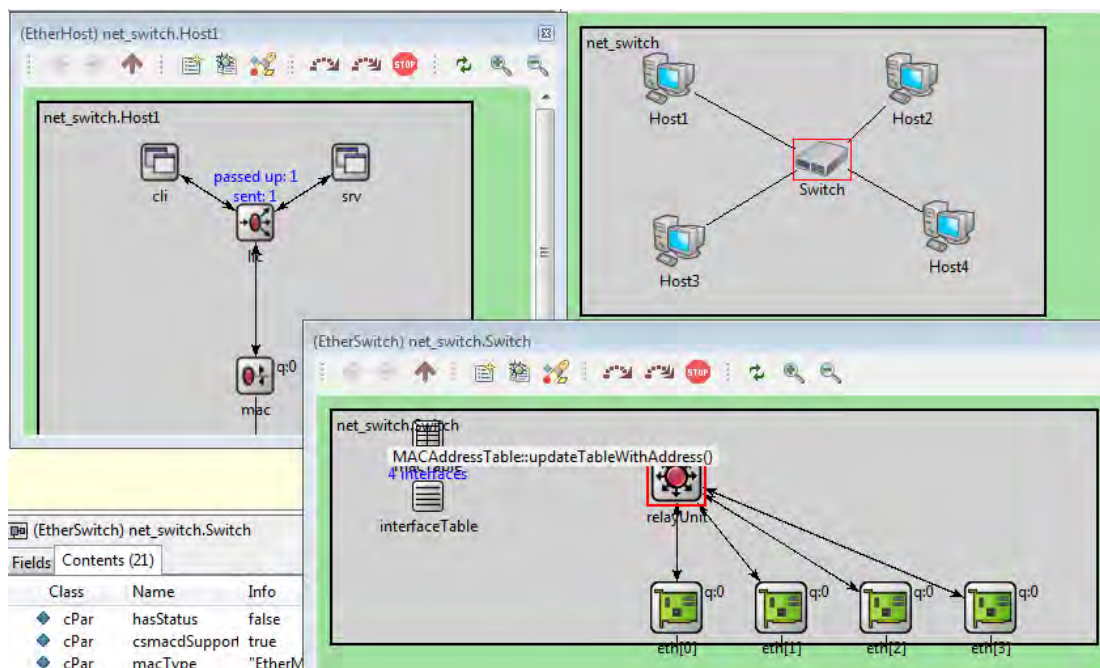 (EtherHost) net_switch.Host1
STOP
net_switch.Host1
cli
passed up: 1
sent: 1
srv
q:0
mac
net_switch
Host1
Host2
Switch
Host3
Host4
(EtherSwitch) net_switch.Switch
STOP
net_switch.Switch
MACAddressTable::updateTableWithAddress()
4 interfaces
interfaceTable
relayUnit
q:0
q:0
q:0
q:0
eth[0]
eth[1]
eth[2]
eth[3]
(EtherSwitch) net_switch.Switch
Fields Contents (21)
Class Name Info
cPar hasStatus false
cPar csmacdSupport true
cPar macType "EtherM